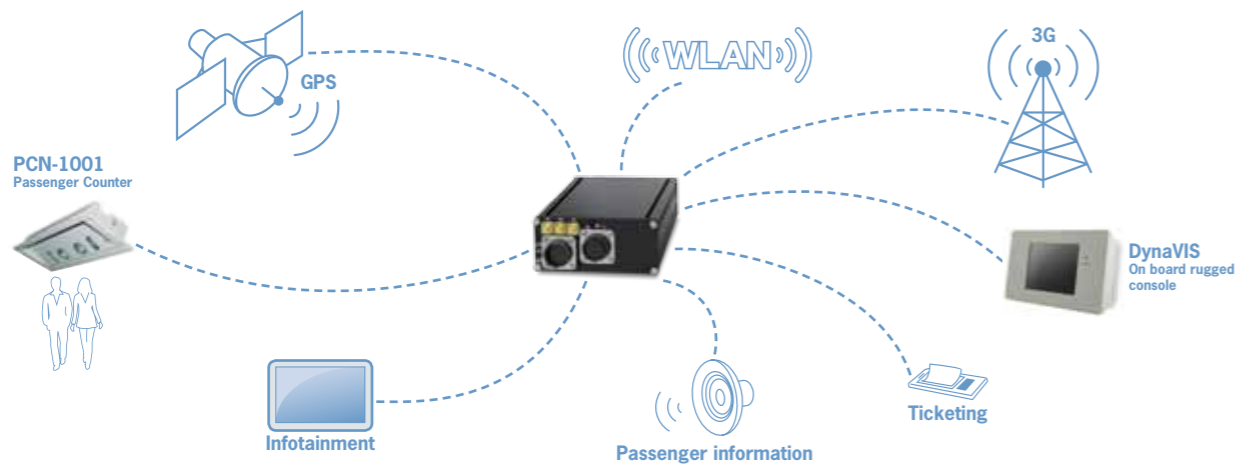 GPS
WLAN
3G
PCN-1001
Passenger Counter
DynaVIS
On board rugged
console
Infotainment
Passenger information
Ticketing